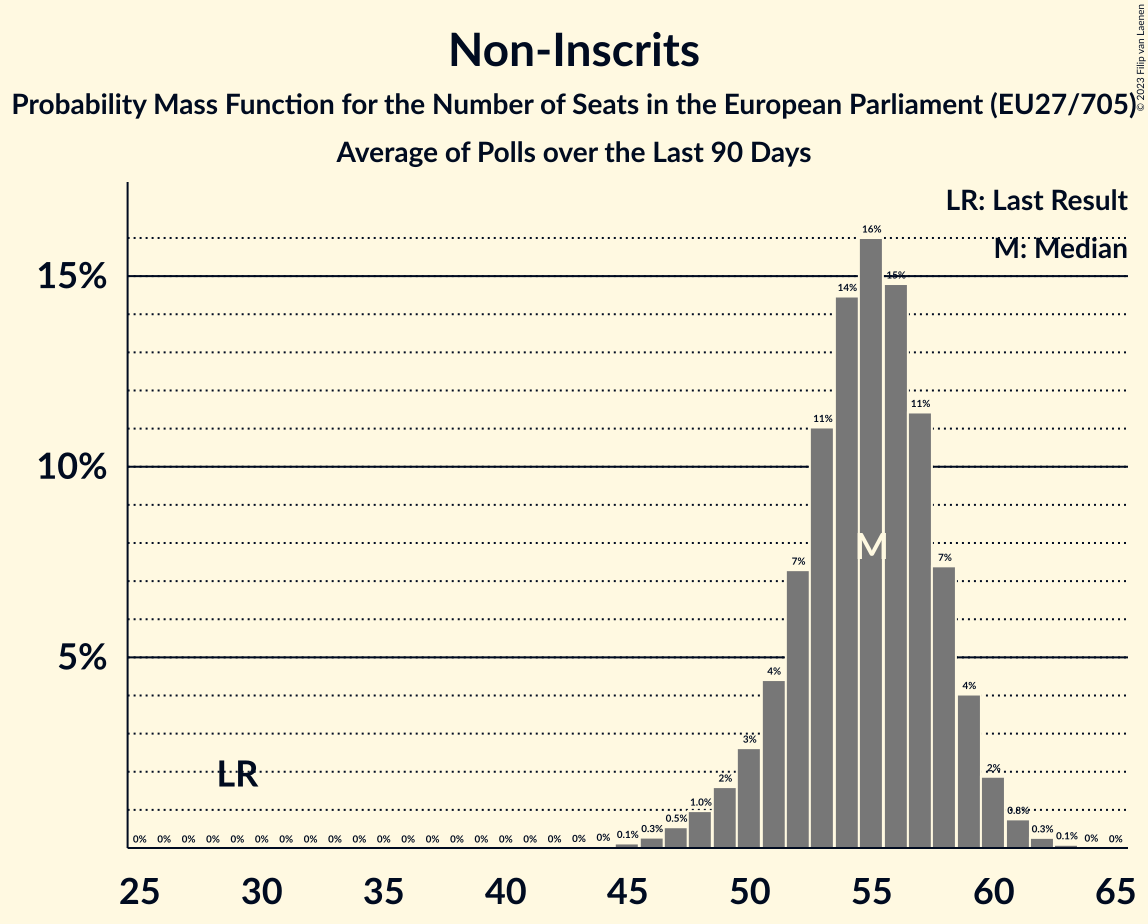 Non-Inscrits
Probability Mass Function for the Number of Seats in the European Parliament (EU27/705)
Average of Polls over the Last 90 Days
© 2023 Filip van Laenen
LR: Last Result
M: Median
15%
10%
5%
0% 0% 0% 0% 0% 0% 0% 0% 0% 0% 0% 0% 0% 0% 0% 0% 0% 0% 0% 0% 0.1% 0.3% 0.5% 1.0% 2% 3% 4% 7% 11% 14% 16% 15% 11% 7% 4% 2% 0.8% 0.3% 0.1% 0% 0%
M
LR
25 30 35 40 45 50 55 60 65